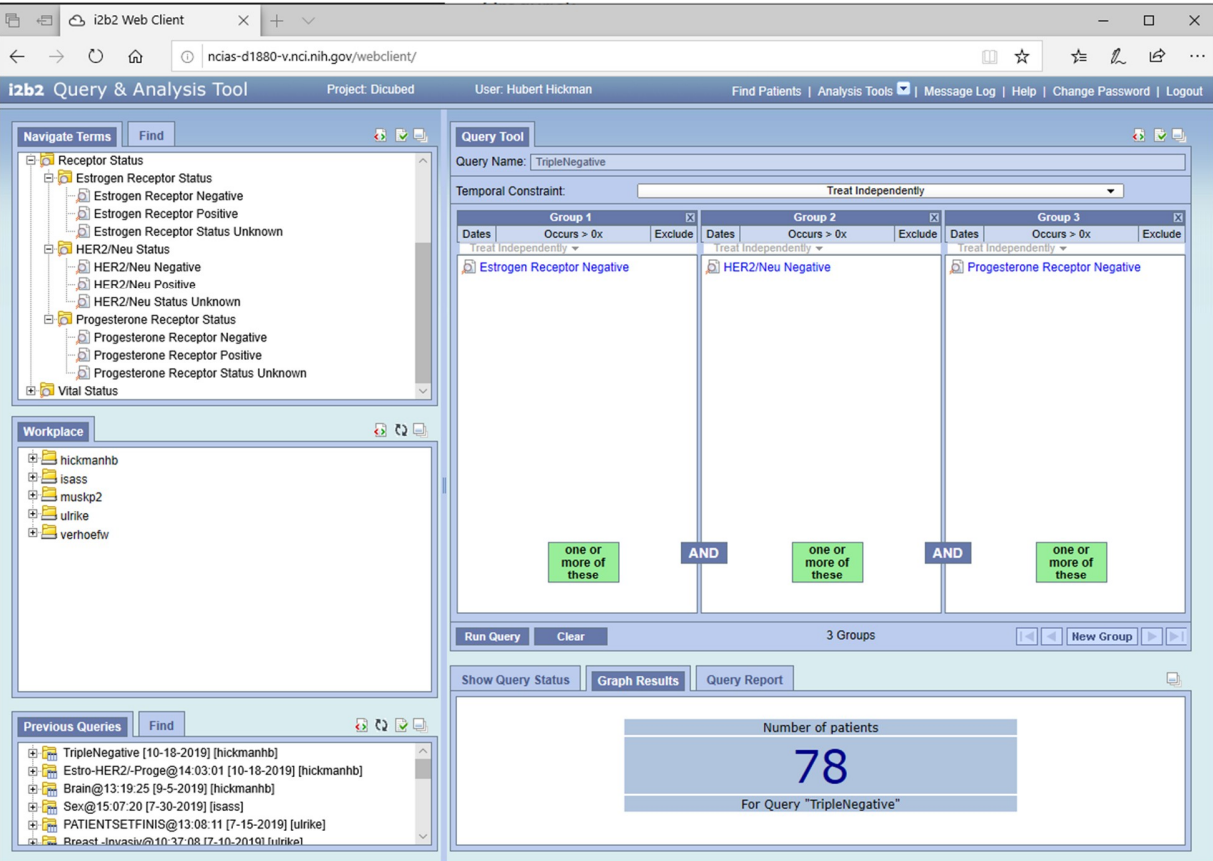 i2b2 Web Client
ncias-d1880-v.nci.nih.gov/webclient/
i2b2 Query & Analysis Tool
Project: Dicubed
User: Hubert Hickman
Find Patients | Analysis Tools | Message Log | Help | Change Password | Logout
Navigate Terms
Find
Receptor Status
Estrogen Receptor Status
Estrogen Receptor Negative
Estrogen Receptor Positive
Estrogen Receptor Status Unknown
HER2/Neu Status
HER2/Neu Negative
HER2/Neu Positive
HER2/Neu Status Unknown
Progesterone Receptor Status
Progesterone Receptor Negative
Progesterone Receptor Positive
Progesterone Receptor Status Unknown
Vital Status
Workplace
hickmanhb
isass
muskp2
ulrike
verhoefw
Previous Queries
Find
TripleNegative [10-18-2019] [hickmanhb]
Estro-HER2/-Proge@14:03:01 [10-18-2019] [hickmanhb]
Brain@13:19:25 [9-5-2019] [hickmanhb]
Sex@15:07:20 [7-30-2019] [isass]
PATIENTSETFINIS@13:08:11 [7-15-2019] [ulrike]
Breast -Invasiv@10:37:08 [7-10-2019] [ulrike]
Query Tool
Query Name: TripleNegative
Temporal Constraint: Treat Independently
Group 1
Dates Occurs > 0x Exclude
Treat Independently
Estrogen Receptor Negative
one or
more of
these
AND
Group 2
Dates Occurs > 0x Exclude
Treat Independently
HER2/Neu Negative
one or
more of
these
AND
Group 3
Dates Occurs > 0x Exclude
Treat Independently
Progesterone Receptor Negative
one or
more of
these
Run Query
Clear
3 Groups
New Group
Show Query Status
Graph Results
Query Report
Number of patients
78
For Query "TripleNegative"